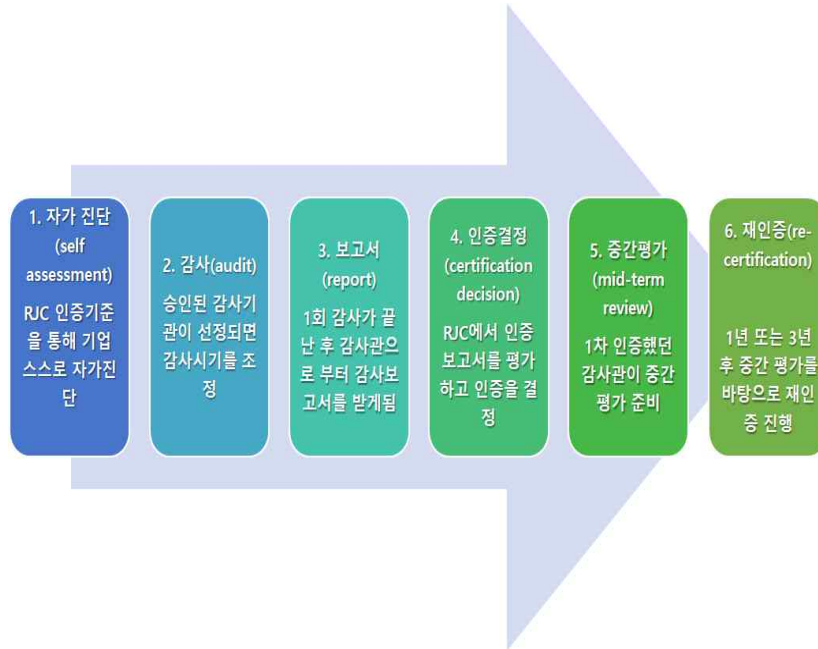 1. 자가 진단
(self
assessment)
RJC 인증기준
을 통해 기업
스스로 자가진
단
2. 감사(audit)
승인된 감사기
관이 선정되면
감사시기를 조
정
3. 보고서
(report)
1회 감사가 끝
난 후 감사관으
로 부터 감사보
고서를 받게됨
4. 인증결정
(certification
decision)
RJC에서 인증
보고서를 평가
하고 인증을 결
정
5. 중간평가
(mid-term
review)
1차 인증했던
감사관이 중간
평가 준비
6. 재인증(re-
certification)
1년 또는 3년
후 중간 평가를
바탕으로 재인
증 진행